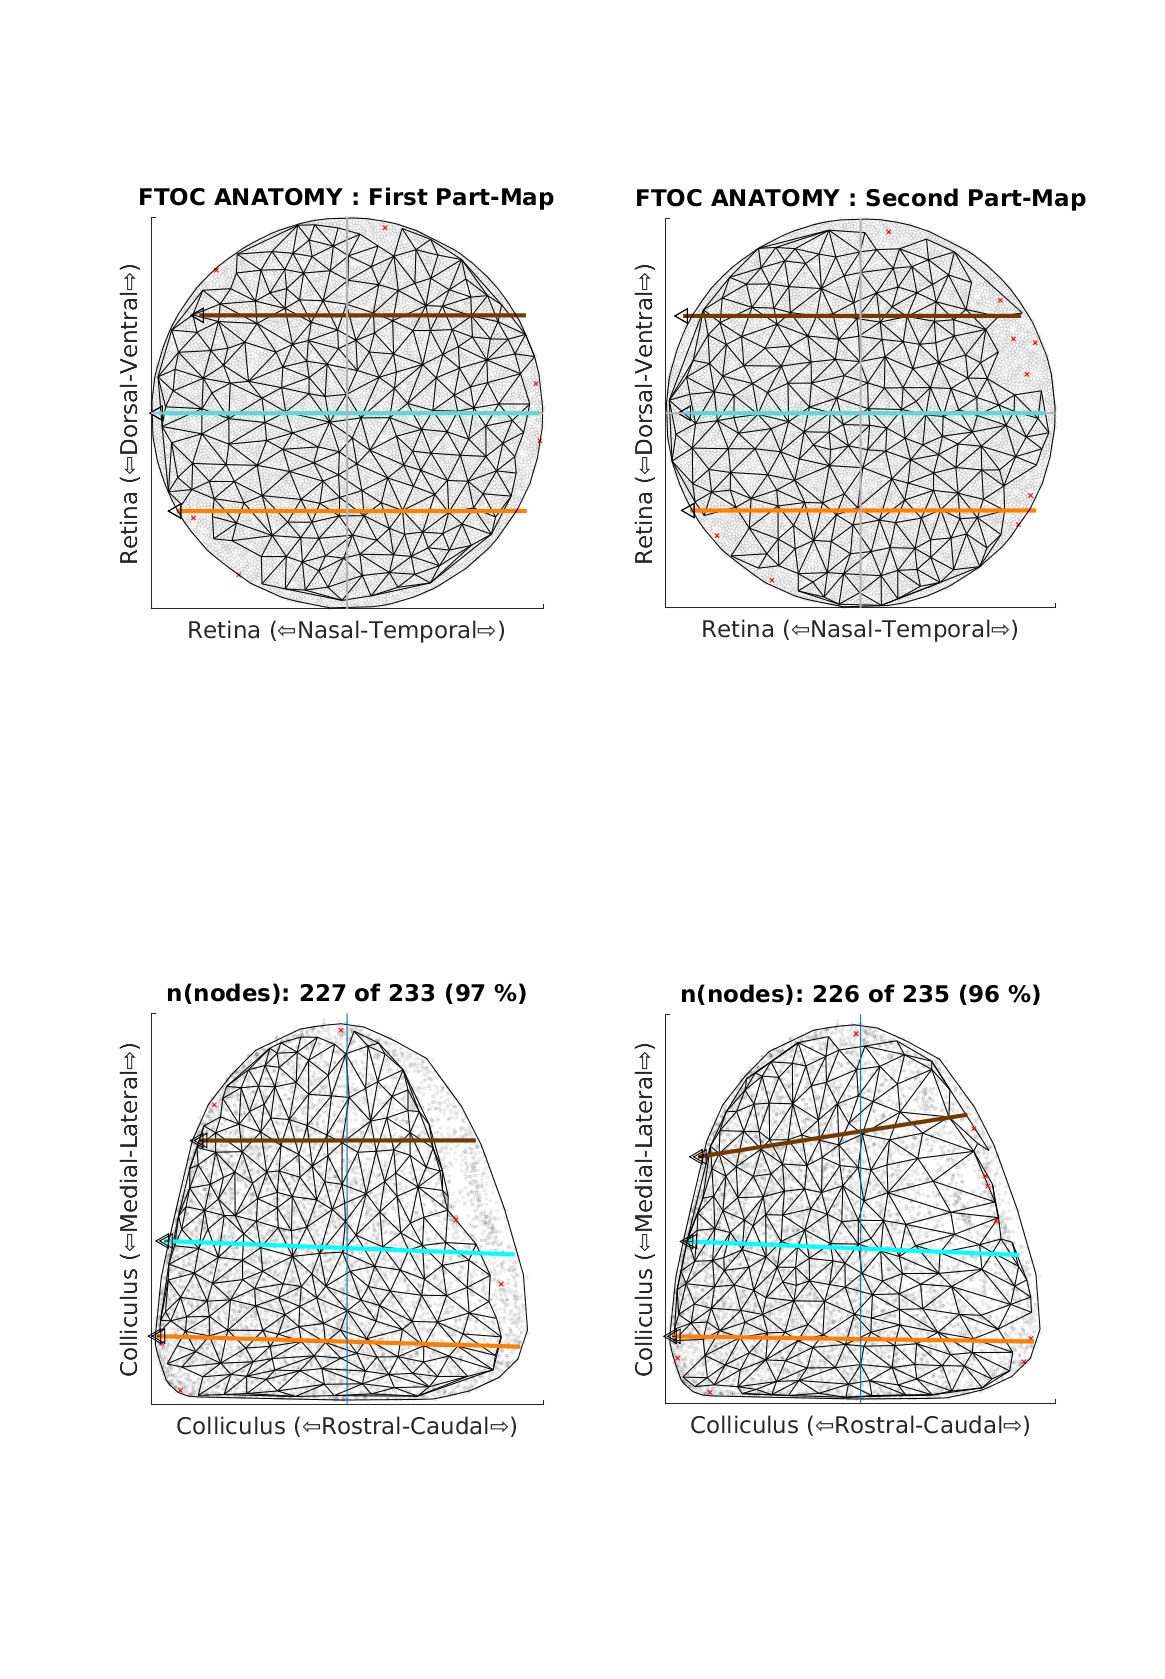 FTOC ANATOMY : First Part-Map
FTOC ANATOMY : Second Part-Map
Retina (⇦Dorsal-Ventral⇨)
Retina (⇦Dorsal-Ventral⇨)
Retina (⇦Nasal-Temporal⇨)
Retina (⇦Nasal-Temporal⇨)
n(nodes): 227 of 233 (97 %)
n(nodes): 226 of 235 (96 %)
Colliculus (⇦Medial-Lateral⇨)
Colliculus (⇦Medial-Lateral⇨)
Colliculus (⇦Rostral-Caudal⇨)
Colliculus (⇦Rostral-Caudal⇨)